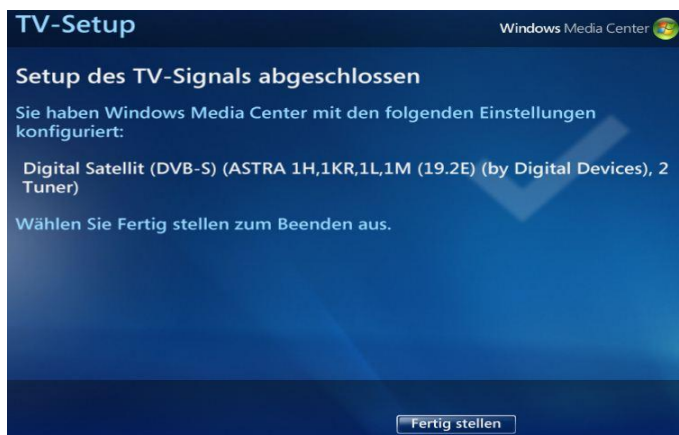 TV-Setup
Windows Media Center
Setup des TV-Signals abgeschlossen
Sie haben Windows Media Center mit den folgenden Einstellungen
konfiguriert:
Digital Satellit (DVB-S) (ASTRA 1H,1KR,1L,1M (19.2E) (by Digital Devices), 2
Tuner)
Wählen Sie Fertig stellen zum Beenden aus.
Fertig stellen